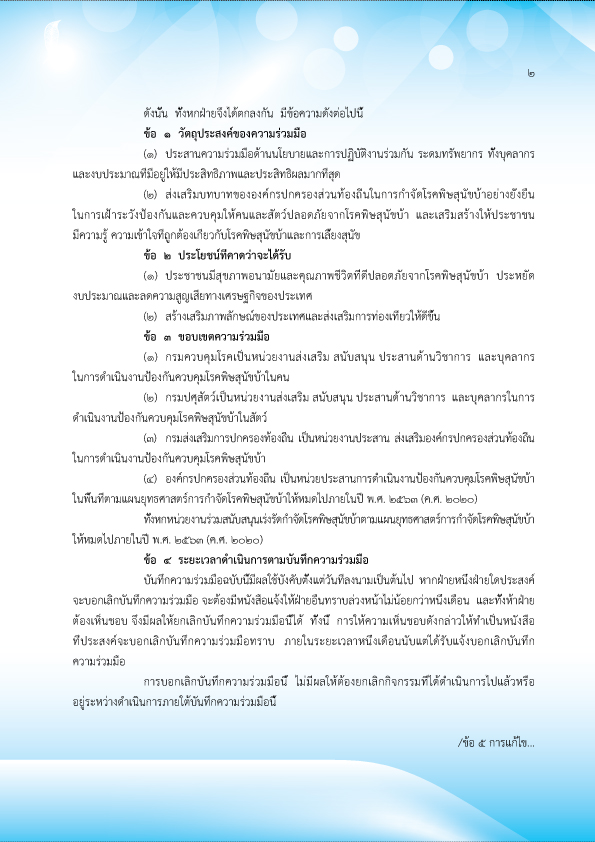 ๒
ดังนั้น ทั้งหกฝ่ายจึงได้ตกลงกัน มีข้อความดังต่อไปนี้
ข้อ ๑ วัตถุประสงค์ของความร่วมมือ
(๑) ประสานความร่วมมือด้านนโยบายและการปฏิบัติงานร่วมกัน ระดมทรัพยากร ทั้งบุคลากร
และงบประมาณที่มีอยู่ให้มีประสิทธิภาพและประสิทธิผลมากที่สุด
(๒) ส่งเสริมบทบาทขององค์กรปกครองส่วนท้องถิ่นในการกำจัดโรคพิษสุนัขบ้าอย่างยั่งยืน
ในการเฝ้าระวังป้องกันและควบคุมให้คนและสัตว์ปลอดภัยจากโรคพิษสุนัขบ้า และเสริมสร้างให้ประชาชน
มีความรู้ ความเข้าใจที่ถูกต้องเกี่ยวกับโรคพิษสุนัขบ้าและการเลี้ยงสุนัข
ข้อ ๒ ประโยชน์ที่คาดว่าจะได้รับ
(๑) ประชาชนมีสุขภาพอนามัยและคุณภาพชีวิตที่ดีปลอดภัยจากโรคพิษสุนัขบ้า ประหยัด
งบประมาณและลดความสูญเสียทางเศรษฐกิจของประเทศ
(๒) สร้างเสริมภาพลักษณ์ของประเทศและส่งเสริมการท่องเที่ยวให้ดีขึ้น
ข้อ ๓ ขอบเขตความร่วมมือ
(๑) กรมควบคุมโรคเป็นหน่วยงานส่งเสริม สนับสนุน ประสานด้านวิชาการ และบุคลากร
ในการดำเนินงานป้องกันควบคุมโรคพิษสุนัขบ้าในคน
(๒) กรมปศุสัตว์เป็นหน่วยงานส่งเสริม สนับสนุน ประสานด้านวิชาการ และบุคลากรในการ
ดำเนินงานป้องกันควบคุมโรคพิษสุนัขบ้าในสัตว์
(๓) กรมส่งเสริมการปกครองท้องถิ่น เป็นหน่วยงานประสาน ส่งเสริมองค์กรปกครองส่วนท้องถิ่น
ในการดำเนินงานป้องกันควบคุมโรคพิษสุนัขบ้า
(๔) องค์กรปกครองส่วนท้องถิ่น เป็นหน่วยประสานการดำเนินงานป้องกันควบคุมโรคพิษสุนัขบ้า
ในพื้นที่ตามแผนยุทธศาสตร์การกำจัดโรคพิษสุนัขบ้าให้หมดไปภายในปี พ.ศ. ๒๕๖๓ (ค.ศ. ๒๐๒๐)
ทั้งหกหน่วยงานร่วมสนับสนุนเร่งรัดกำจัดโรคพิษสุนัขบ้าตามแผนยุทธศาสตร์การกำจัดโรคพิษสุนัขบ้า
ให้หมดไปภายในปี พ.ศ. ๒๕๖๓ (ค.ศ. ๒๐๒๐)
ข้อ ๔ ระยะเวลาดำเนินการตามบันทึกความร่วมมือ
บันทึกความร่วมมือฉบับนี้มีผลใช้บังคับตั้งแต่วันที่ลงนามเป็นต้นไป หากฝ่ายหนึ่งฝ่ายใดประสงค์
จะบอกเลิกบันทึกความร่วมมือ จะต้องมีหนังสือแจ้งให้ฝ่ายอื่นทราบล่วงหน้าไม่น้อยกว่าหนึ่งเดือน และทั้งห้าฝ่าย
ต้องเห็นชอบ จึงมีผลให้ยกเลิกบันทึกความร่วมมือนี้ได้ ทั้งนี้ การให้ความเห็นชอบดังกล่าวให้ทำเป็นหนังสือ
ที่ประสงค์จะบอกเลิกบันทึกความร่วมมือทราบ ภายในระยะเวลาหนึ่งเดือนนับแต่ได้รับแจ้งบอกเลิกบันทึก
ความร่วมมือ
การบอกเลิกบันทึกความร่วมมือนี้ ไม่มีผลให้ต้องยกเลิกกิจกรรมที่ได้ดำเนินการไปแล้วหรือ
อยู่ระหว่างดำเนินการภายใต้บันทึกความร่วมมือนี้
/ข้อ ๕ การแก้ไข...